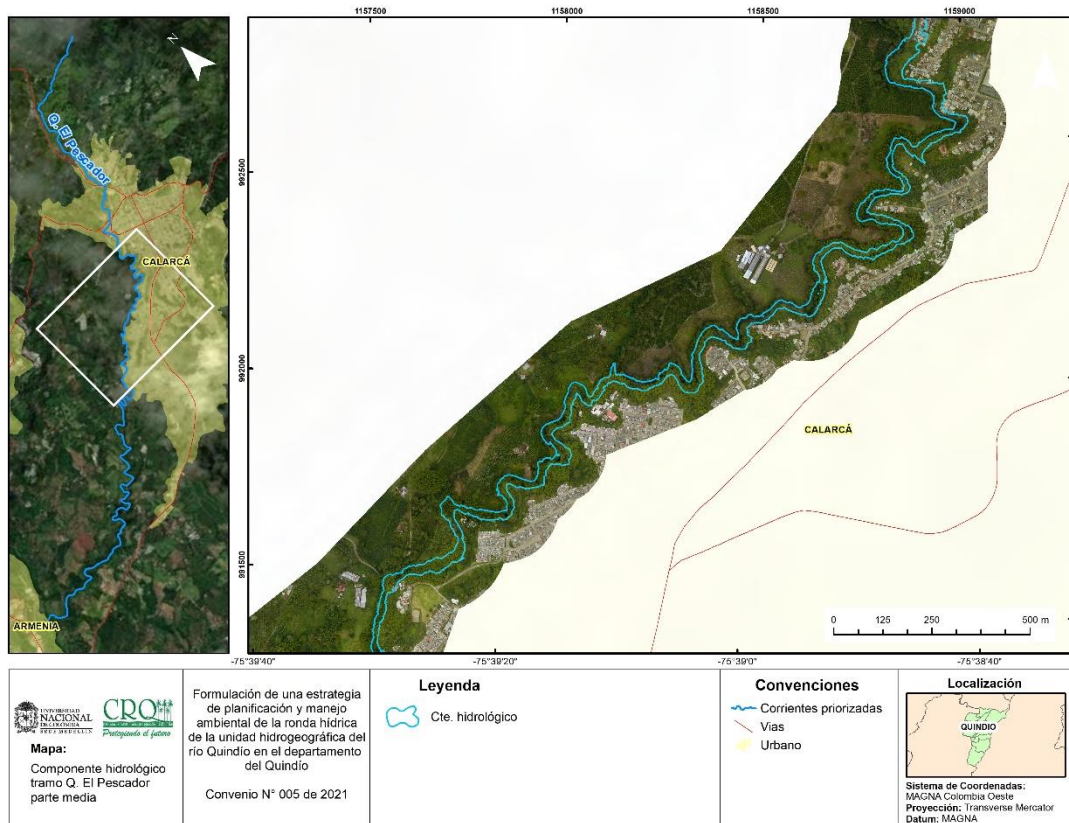 N
Q. El Pescador
CALARCÁ
ARMENIA
1157500
1158000
1158500
1159000
992500
992000
991500
CALARCÁ
0 125 250 500 m
-75°39'40"
-75°39'20"
-75°39'0"
-75°38'40"
UNIVERSIDAD
NACIONAL
DE COLOMBIA
SEDE MEDELLÍN
CRQ
Protegiendo el futuro
Mapa:
Componente hidrológico
tramo Q. El Pescador
parte media
Formulación de una estrategia
de planificación y manejo
ambiental de la ronda hídrica
de la unidad hidrogeográfica del
río Quindío en el departamento
del Quindío
Convenio N° 005 de 2021
Leyenda
Cte. hidrológico
Convenciones
Corrientes priorizadas
Vias
Urbano
Localización
QUINDIO
Sistema de Coordenadas:
MAGNA Colombia Oeste
Proyección: Transverse Mercator
Datum: MAGNA